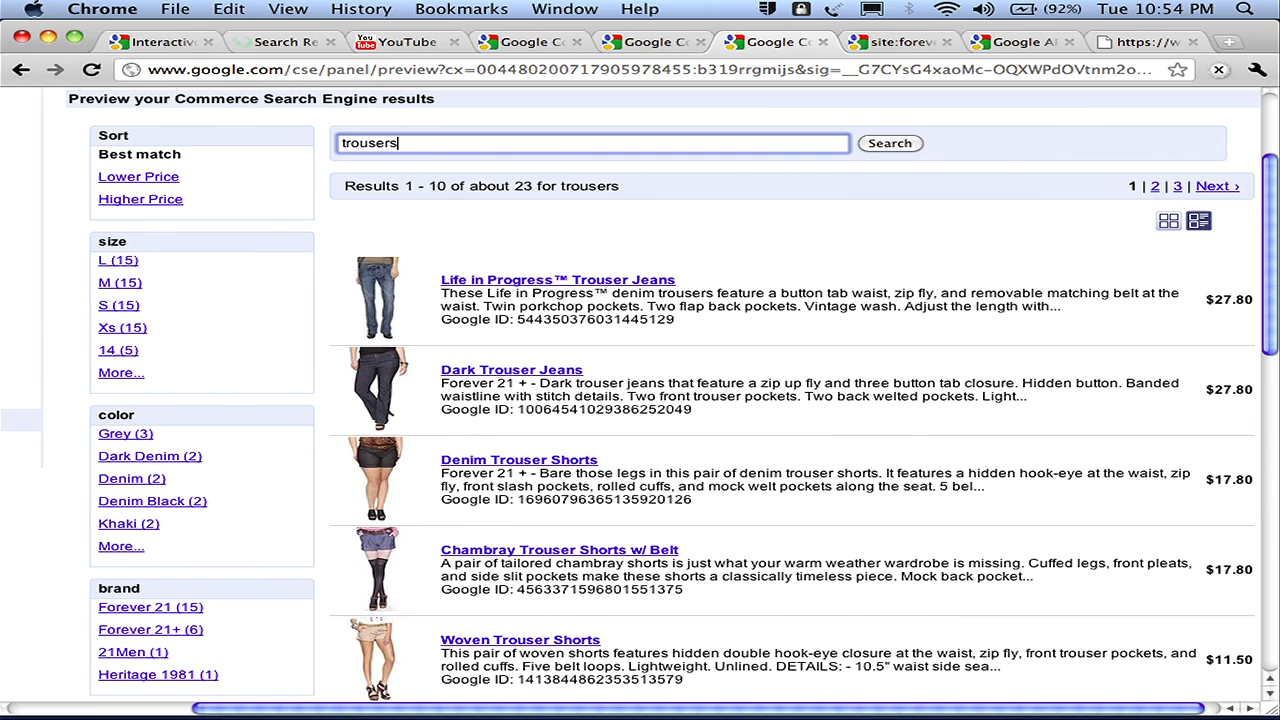 Chrome File Edit View History Bookmarks Window Help (92%) Tue 10:54 PM
Interactive Search Re YouTube Google Co Google Co Google Co site:forev Google AP https://w
www.google.com/cse/panel/preview?cx=004480200717905978455:b319rrgmijs&sig=__G7CYsG4xaoMc-OQXWPdOVtnm2o...
Preview your Commerce Search Engine results
Sort
Best match
Lower Price
Higher Price
size
L (15)
M (15)
S (15)
Xs (15)
14 (5)
More...
color
Grey (3)
Dark Denim (2)
Denim (2)
Denim Black (2)
Khaki (2)
More...
brand
Forever 21 (15)
Forever 21+ (6)
21Men (1)
Heritage 1981 (1)
trousers Search
Results 1 - 10 of about 23 for trousers 1 | 2 | 3 | Next ›
Life in Progress™ Trouser Jeans
These Life in Progress™ denim trousers feature a button tab waist, zip fly, and removable matching belt at the
waist. Twin porkchop pockets. Two flap back pockets. Vintage wash. Adjust the length with...
Google ID: 544350376031445129
$27.80
Dark Trouser Jeans
Forever 21 + - Dark trouser jeans that feature a zip up fly and three button tab closure. Hidden button. Banded
waistline with stitch details. Two front trouser pockets. Two back welted pockets. Light...
Google ID: 10064541029386252049
$27.80
Denim Trouser Shorts
Forever 21 + - Bare those legs in this pair of denim trouser shorts. It features a hidden hook-eye at the waist, zip
fly, front slash pockets, rolled cuffs, and mock welt pockets along the seat. 5 bel...
Google ID: 16960796365135920126
$17.80
Chambray Trouser Shorts w/ Belt
A pair of tailored chambray shorts is just what your warm weather wardrobe is missing. Cuffed legs, front pleats,
and side slit pockets make these shorts a classically timeless piece. Mock back pocket...
Google ID: 4563371596801551375
$17.80
Woven Trouser Shorts
This pair of woven shorts features hidden double hook-eye closure at the waist, zip fly, front trouser pockets, and
rolled cuffs. Five belt loops. Lightweight. Unlined. DETAILS: - 10.5" waist side sea...
Google ID: 1413844862353513579
$11.50